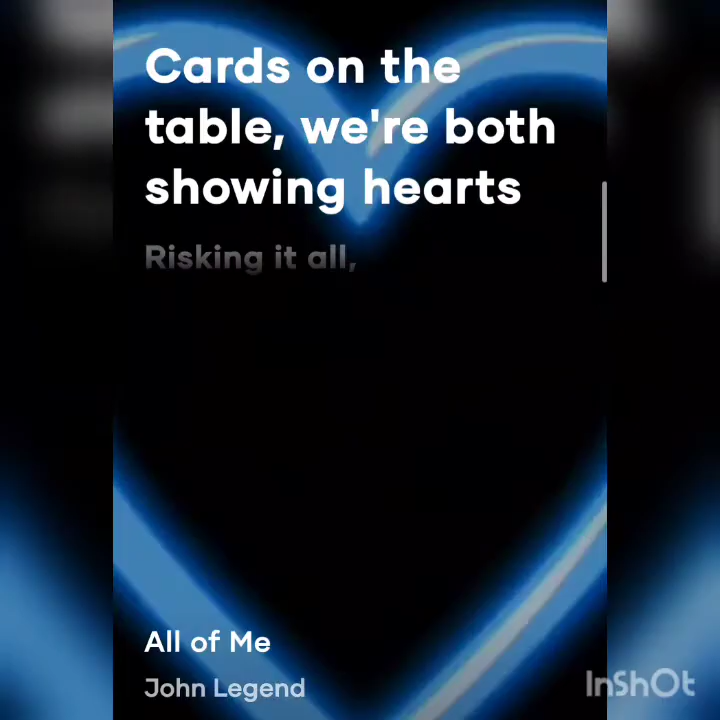 Cards on the
table, we're both
showing hearts
Risking it all,
All of Me
John Legend
InShOt